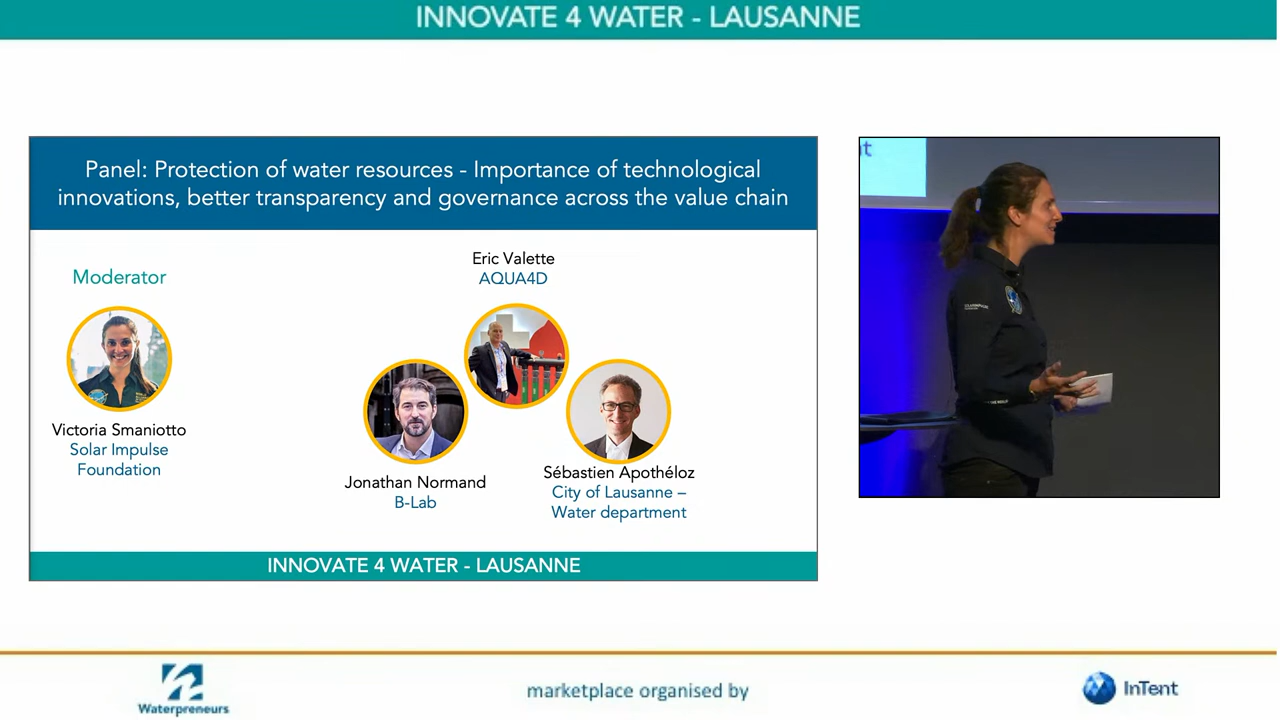 INNOVATE 4 WATER - LAUSANNE
Panel: Protection of water resources - Importance of technological
innovations, better transparency and governance across the value chain
Moderator
Victoria Smaniotto
Solar Impulse
Foundation
Eric Valette
AQUA4D
Jonathan Normand
B-Lab
Sébastien Apothéloz
City of Lausanne –
Water department
INNOVATE 4 WATER - LAUSANNE
Waterpreneurs
marketplace organised by
InTent